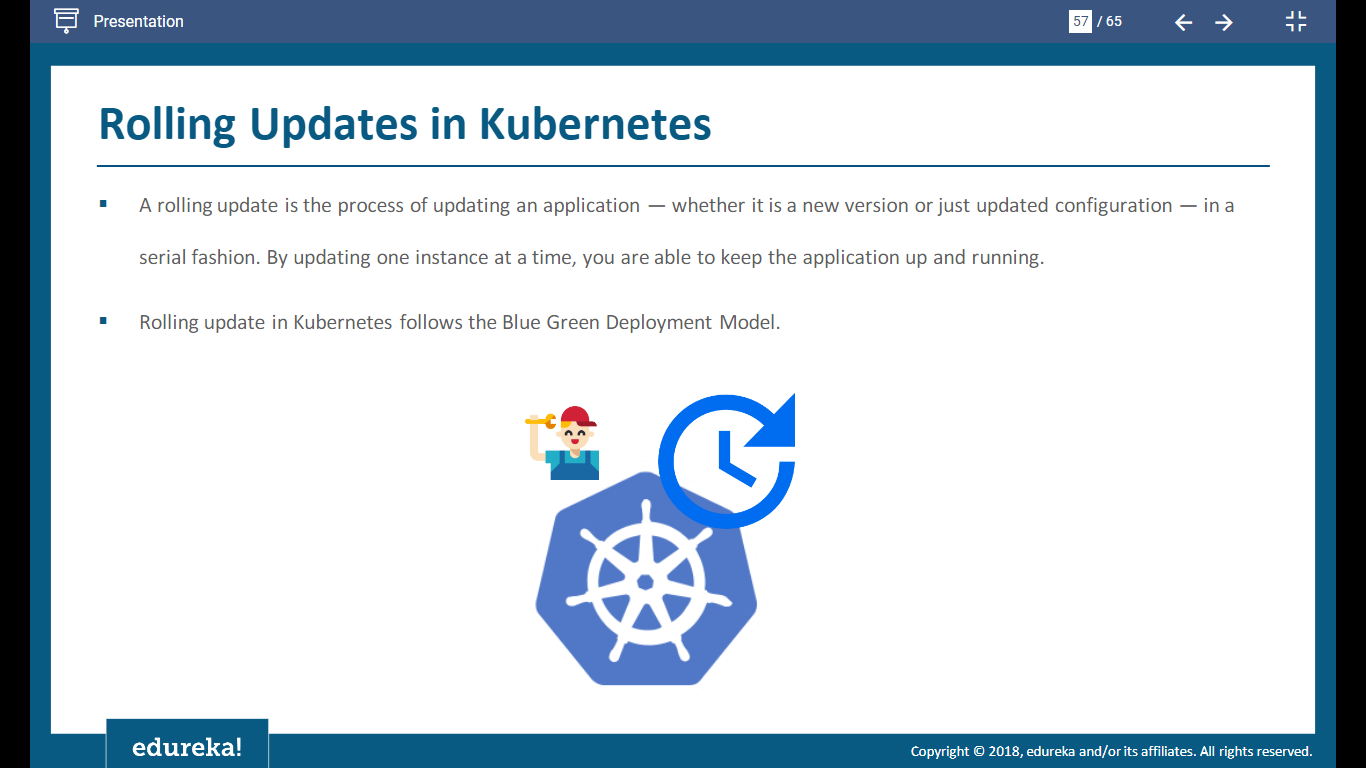 Presentation
57 / 65
Rolling Updates in Kubernetes
▪ A rolling update is the process of updating an application — whether it is a new version or just updated configuration — in a
serial fashion. By updating one instance at a time, you are able to keep the application up and running.
▪ Rolling update in Kubernetes follows the Blue Green Deployment Model.
edureka!
Copyright © 2018, edureka and/or its affiliates. All rights reserved.